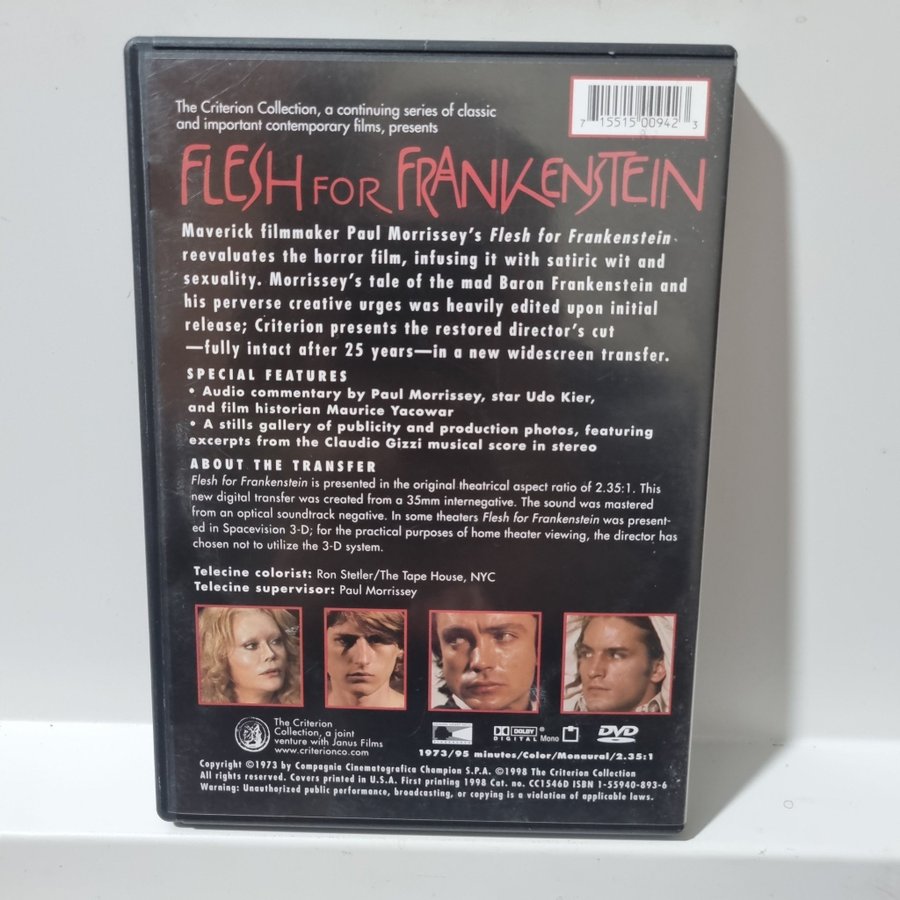 The Criterion Collection, a continuing series of classic
and important contemporary films, presents
7 15515 00942 3
FLESH FOR FRANKENSTEIN
Maverick filmmaker Paul Morrissey's Flesh for Frankenstein
reevaluates the horror film, infusing it with satiric wit and
sexuality. Morrissey's tale of the mad Baron Frankenstein and
his perverse creative urges was heavily edited upon initial
release; Criterion presents the restored director's cut
—fully intact after 25 years—in a new widescreen transfer.
SPECIAL FEATURES
• Audio commentary by Paul Morrissey, star Udo Kier,
and film historian Maurice Yacowar
• A stills gallery of publicity and production photos, featuring
excerpts from the Claudio Gizzi musical score in stereo
ABOUT THE TRANSFER
Flesh for Frankenstein is presented in the original theatrical aspect ratio of 2.35:1. This
new digital transfer was created from a 35mm internegative. The sound was mastered
from an optical soundtrack negative. In some theaters Flesh for Frankenstein was present-
ed in Spacevision 3-D; for the practical purposes of home theater viewing, the director has
chosen not to utilize the 3-D system.
Telecine colorist: Ron Stetler/The Tape House, NYC
Telecine supervisor: Paul Morrissey
The Criterion
Collection, a joint
venture with Janus Films
www.criterionco.com
DOLBY
DIGITAL Mono
DVD
1973/95 minutes/Color/Monaural/2.35:1
Copyright ©1973 by Compagnia Cinematografica Champion S.P.A. ©1998 The Criterion Collection
All rights reserved. Covers printed in U.S.A. First printing 1998 Cat. no. CC1546D ISBN 1-55940-893-6
Warning: Unauthorized public performance, broadcasting, or copying is a violation of applicable laws.